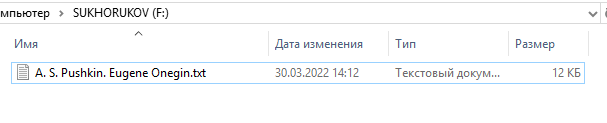 мпьютер > SUKHORUKOV (F:)
Имя Дата изменения Тип Размер
A. S. Pushkin. Eugene Onegin.txt 30.03.2022 14:12 Текстовый докум... 12 КБ